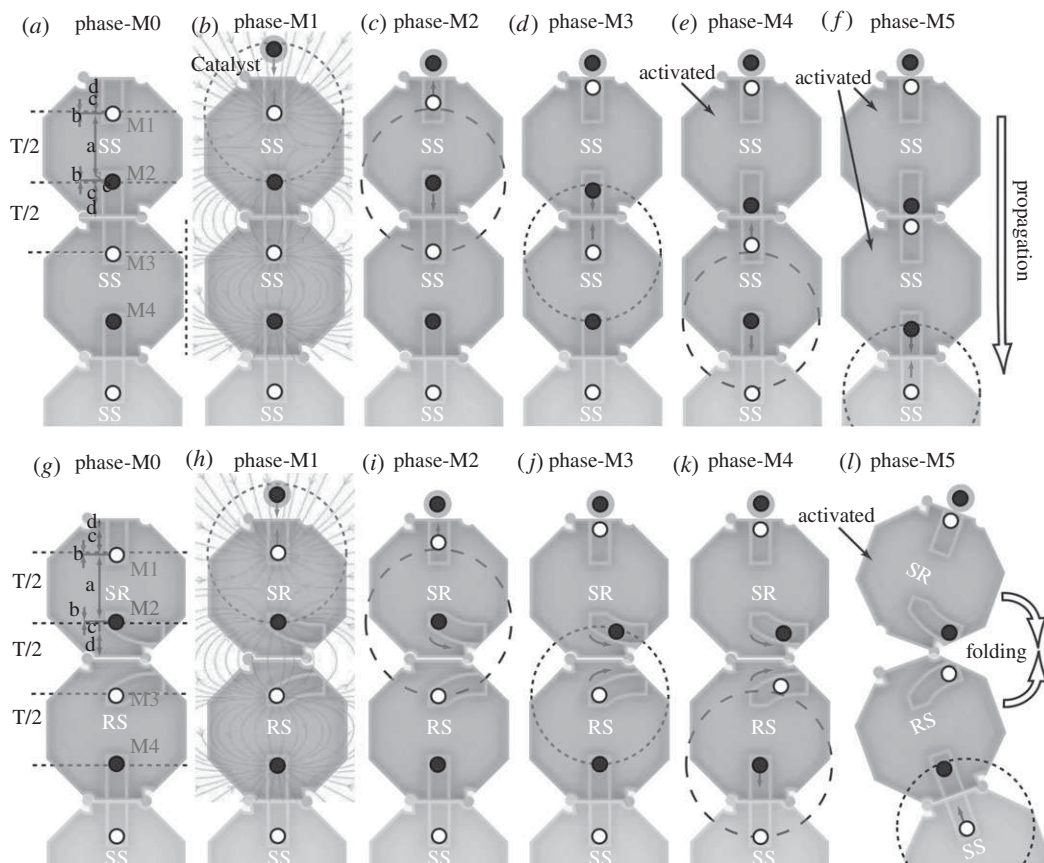 (a) phase-M0
(b) phase-M1
(c) phase-M2
(d) phase-M3
(e) phase-M4
(f) phase-M5
Catalyst
activated
activated
d
c
b
M1
T/2
a
SS
SS
SS
SS
SS
SS
b
M2
c
c
T/2
d
M3
SS
SS
SS
SS
SS
SS
M4
SS
SS
SS
SS
SS
propagation
(g) phase-M0
(h) phase-M1
(i) phase-M2
(j) phase-M3
(k) phase-M4
(l) phase-M5
activated
d
c
b
M1
T/2
a
SR
SR
SR
SR
SR
SR
b
M2
c
T/2
d
folding
M3
T/2
RS
RS
RS
RS
RS
RS
M4
SS
SS
SS
SS
SS
SS